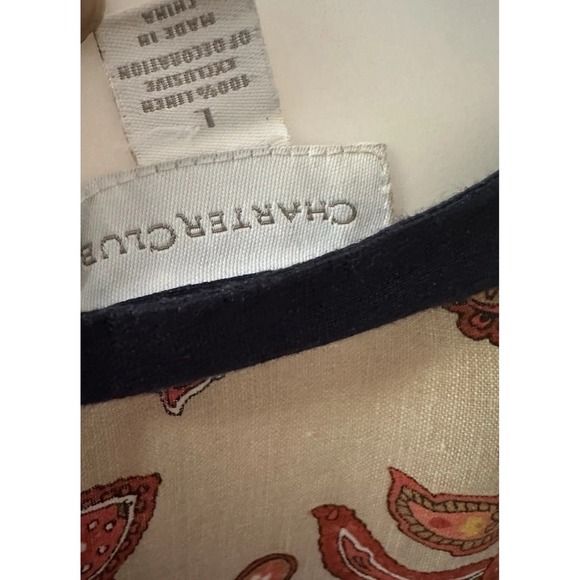 CHARTER CLUB
L
100% LINEN
EXCLUSIVE
OF DECORATION
MADE IN
CHINA